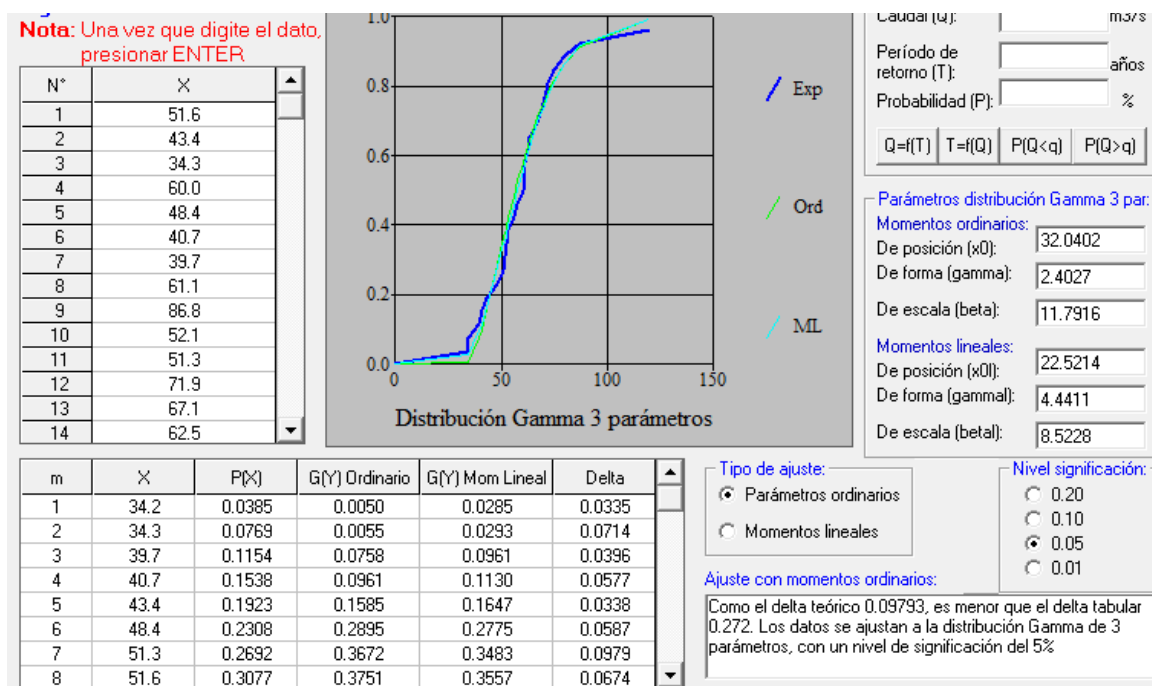 Nota: Una vez que digite el dato,
presionar ENTER
N° X
1 51.6
2 43.4
3 34.3
4 60.0
5 48.4
6 40.7
7 39.7
8 61.1
9 86.8
10 52.1
11 51.3
12 71.9
13 67.1
14 62.5
1.0
0.8
0.6
0.4
0.2
0.0
0 50 100 150
Distribución Gamma 3 parámetros
Exp
Ord
ML
Caudal (Q): m3/s
Período de
retorno (T): años
Probabilidad (P): %
Q=f(T) T=f(Q) P(Q<q) P(Q>q)
Parámetros distribución Gamma 3 par:
Momentos ordinarios:
De posición (x0): 32.0402
De forma (gamma): 2.4027
De escala (beta): 11.7916
Momentos lineales:
De posición (x0l): 22.5214
De forma (gammal): 4.4411
De escala (betal): 8.5228
m X P(X) G(Y) Ordinario G(Y) Mom Lineal Delta
1 34.2 0.0385 0.0050 0.0285 0.0335
2 34.3 0.0769 0.0055 0.0293 0.0714
3 39.7 0.1154 0.0758 0.0961 0.0396
4 40.7 0.1538 0.0961 0.1130 0.0577
5 43.4 0.1923 0.1585 0.1647 0.0338
6 48.4 0.2308 0.2895 0.2775 0.0587
7 51.3 0.2692 0.3672 0.3483 0.0979
8 51.6 0.3077 0.3751 0.3557 0.0674
Tipo de ajuste:
Parámetros ordinarios
Momentos lineales
Nivel significación:
0.20
0.10
0.05
0.01
Ajuste con momentos ordinarios:
Como el delta teórico 0.09793, es menor que el delta tabular
0.272. Los datos se ajustan a la distribución Gamma de 3
parámetros, con un nivel de significación del 5%